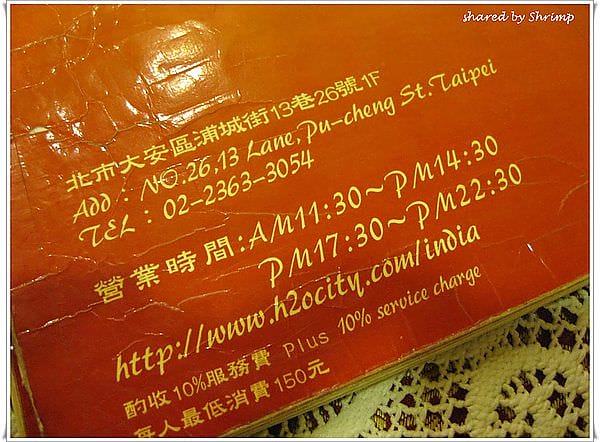 shared by Shrimp
北市大安區浦城街13巷26號1F
Add : NO.26,13 Lane,Pu-cheng St.Taipei
TEL : 02-2363-3054
營業時間:AM11:30~PM14:30
PM17:30~PM22:30
http://www.h2ocity.com/india
酌收10%服務費 Plus 10% service charge
每人最低消費150元